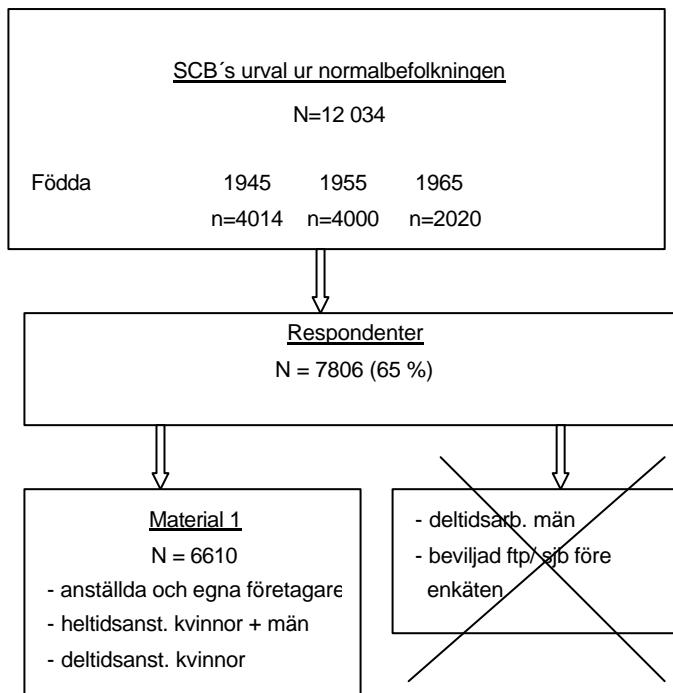 SCB´s urval ur normalbefolkningen
N=12 034
Födda 1945 1955 1965
n=4014 n=4000 n=2020
Respondenter
N = 7806 (65 %)
Material 1
N = 6610
- anställda och egna företagare
- heltidsanst. kvinnor + män
- deltidsanst. kvinnor
- deltidsarb. män
- beviljad ftp/ sjb före
enkäten